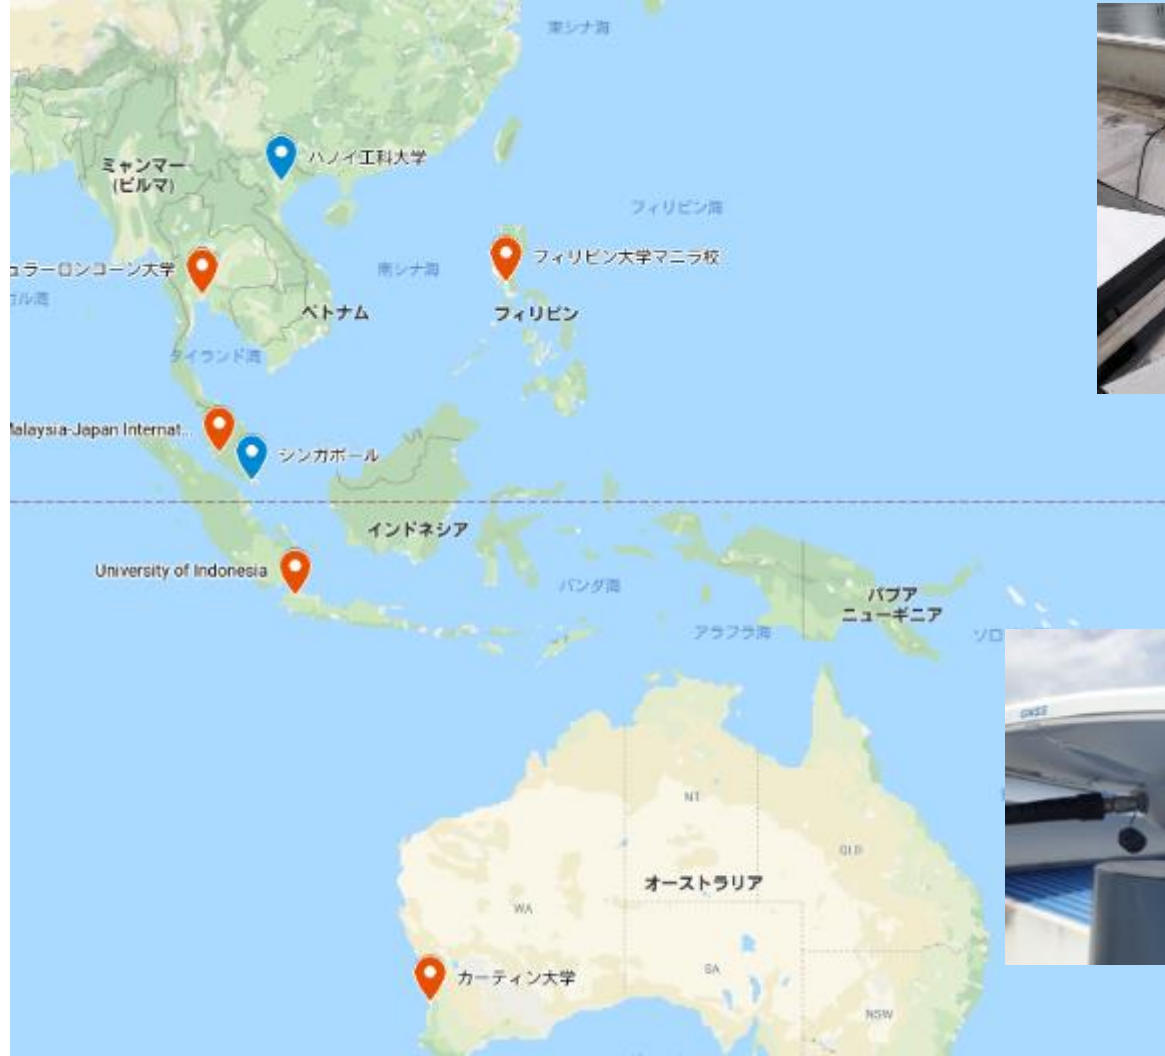 東シナ海
ハノイ工科大学
ミャンマー
(ビルマ)
フィリピン海
フィリピン大学マニラ校
ュラーロンコーン大学
南シナ海
ガル湾
ベトナム
フィリピン
タイランド湾
Malaysia-Japan Internat...
シンガポール
インドネシア
University of Indonesia
バンダ海
パプア
ニューギニア
アラフラ海
ソロ
GNSS
NT
QLD
オーストラリア
WA
SA
カーティン大学
NSW